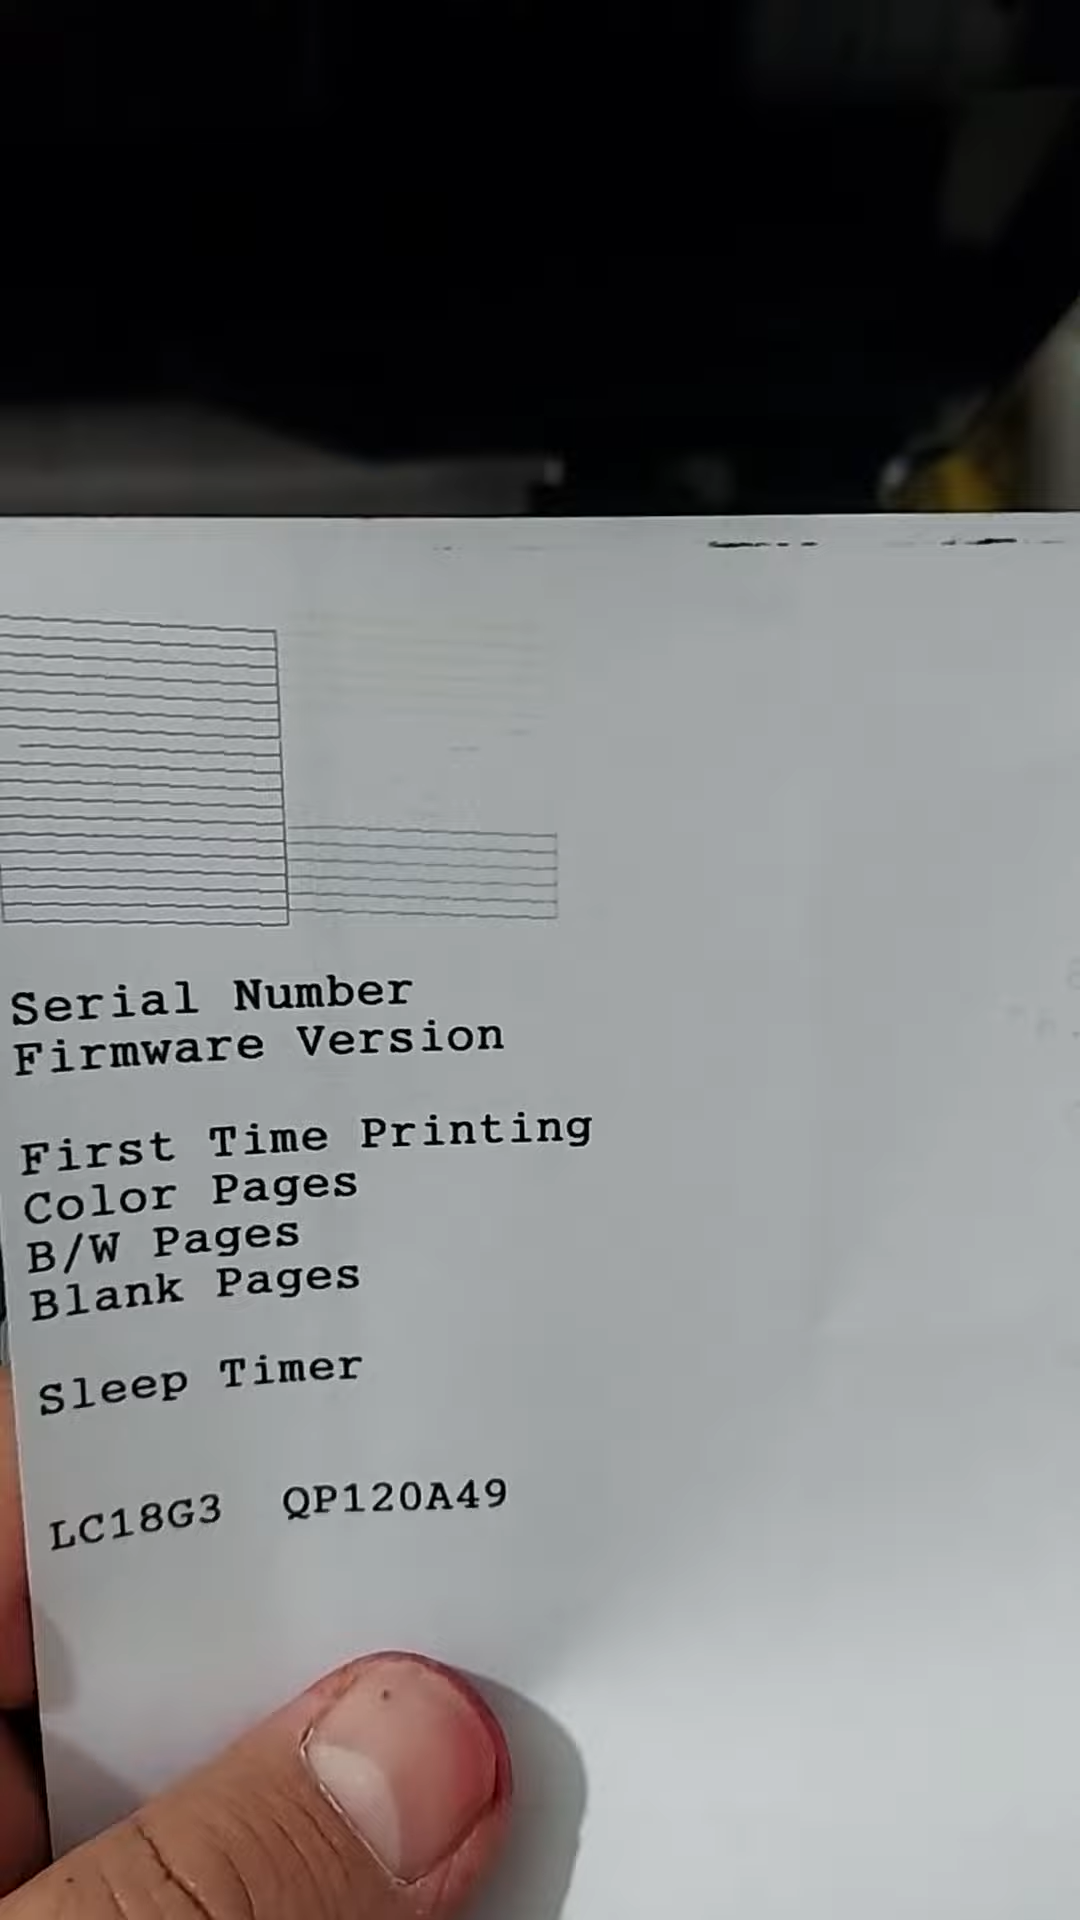 Serial Number
Firmware Version
First Time Printing
Color Pages
B/W Pages
Blank Pages
Sleep Timer
LC18G3 QP120A49